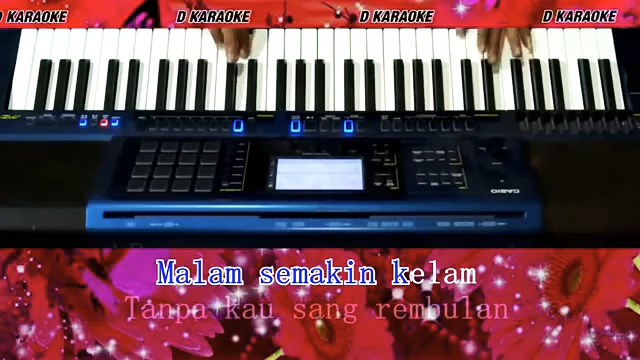 D KARAOKE D KARAOKE D KARAOKE D KARAOKE
CASIO
Malam semakin kelam
Tanpa kau sang rembulan